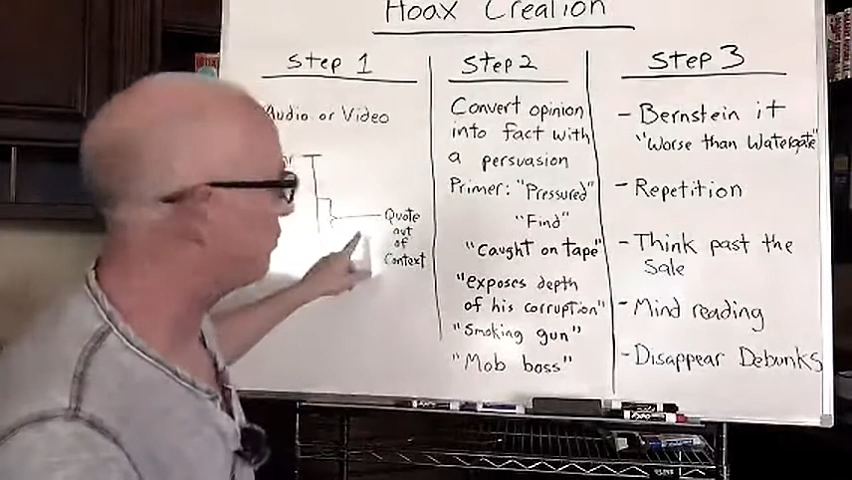 Hoax Creation
Step 1
Audio or Video
Quote
out
of
Context
Step 2
Convert opinion
into fact with
a persuasion
Primer: "Pressured"
"Find"
"Caught on tape"
"exposes depth
of his corruption"
"Smoking gun"
"Mob boss"
Step 3
- Bernstein it
"Worse than Watergate"
- Repetition
- Think past the
Sale
- Mind reading
- Disappear Debunks